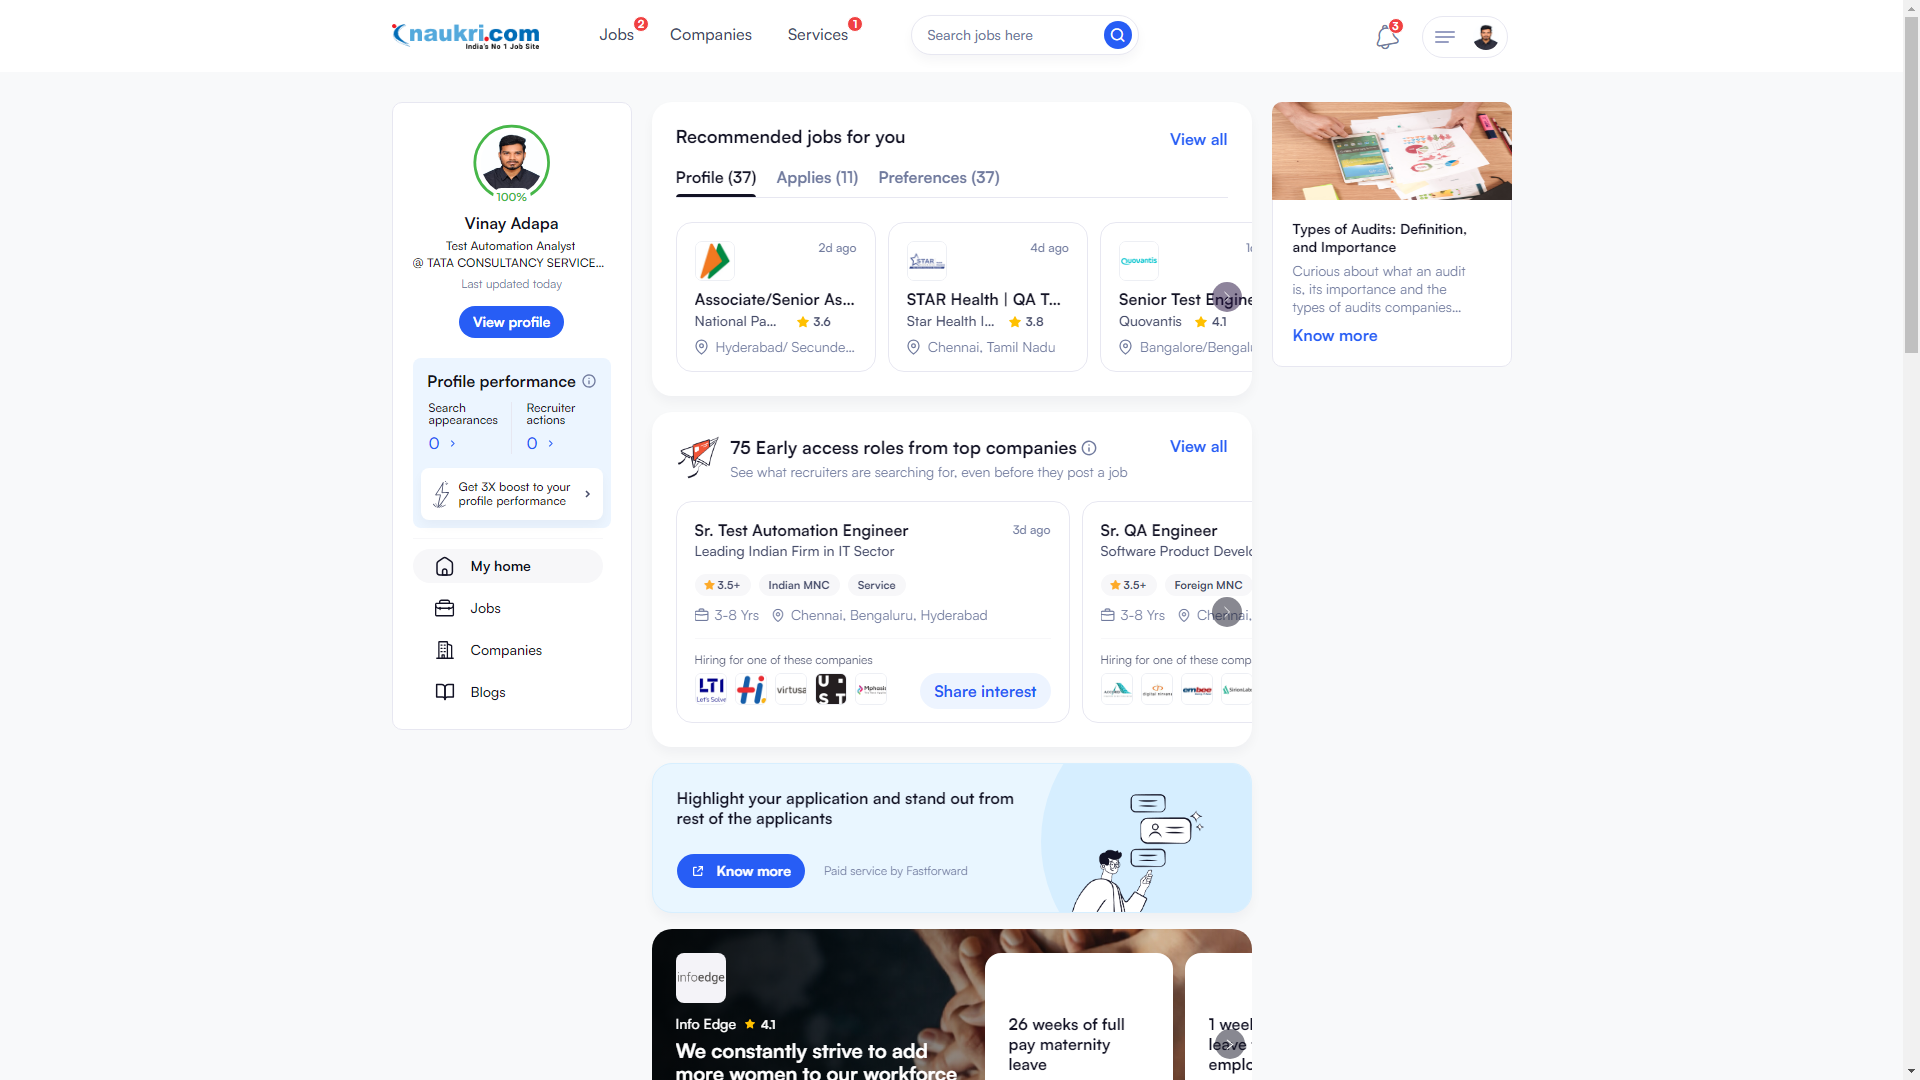 naukri.com
India's No 1 Job Site
Jobs
2
Companies
Services
1
Search jobs here
3
100%
Vinay Adapa
Test Automation Analyst
@ TATA CONSULTANCY SERVICE...
Last updated today
View profile
Profile performance
Search appearances
0
Recruiter actions
0
Get 3X boost to your
profile performance
My home
Jobs
Companies
Blogs
Recommended jobs for you
View all
Profile (37)
Applies (11)
Preferences (37)
2d ago
Associate/Senior As...
National Pa...
3.6
Hyderabad/ Secunde...
STAR
4d ago
STAR Health | QA T...
Star Health I...
3.8
Chennai, Tamil Nadu
Quovantis
Senior Test Engine
Quovantis
4.1
Bangalore/Bengal
75 Early access roles from top companies
View all
See what recruiters are searching for, even before they post a job
Sr. Test Automation Engineer
3d ago
Leading Indian Firm in IT Sector
3.5+
Indian MNC
Service
3-8 Yrs
Chennai, Bengaluru, Hyderabad
Hiring for one of these companies
LTI
Let's Solve
Hi.
virtusa
UST
Mphasis
Share interest
Sr. QA Engineer
Software Product Devel
3.5+
Foreign MNC
3-8 Yrs
Chennai,
Hiring for one of these comp
embee
Highlight your application and stand out from
rest of the applicants
Know more
Paid service by Fastforward
infoedge
Info Edge
4.1
We constantly strive to add
more women to our workforce
26 weeks of full
pay maternity
leave
1 weel
leave
emplo
Types of Audits: Definition,
and Importance
Curious about what an audit
is, its importance and the
types of audits companies...
Know more